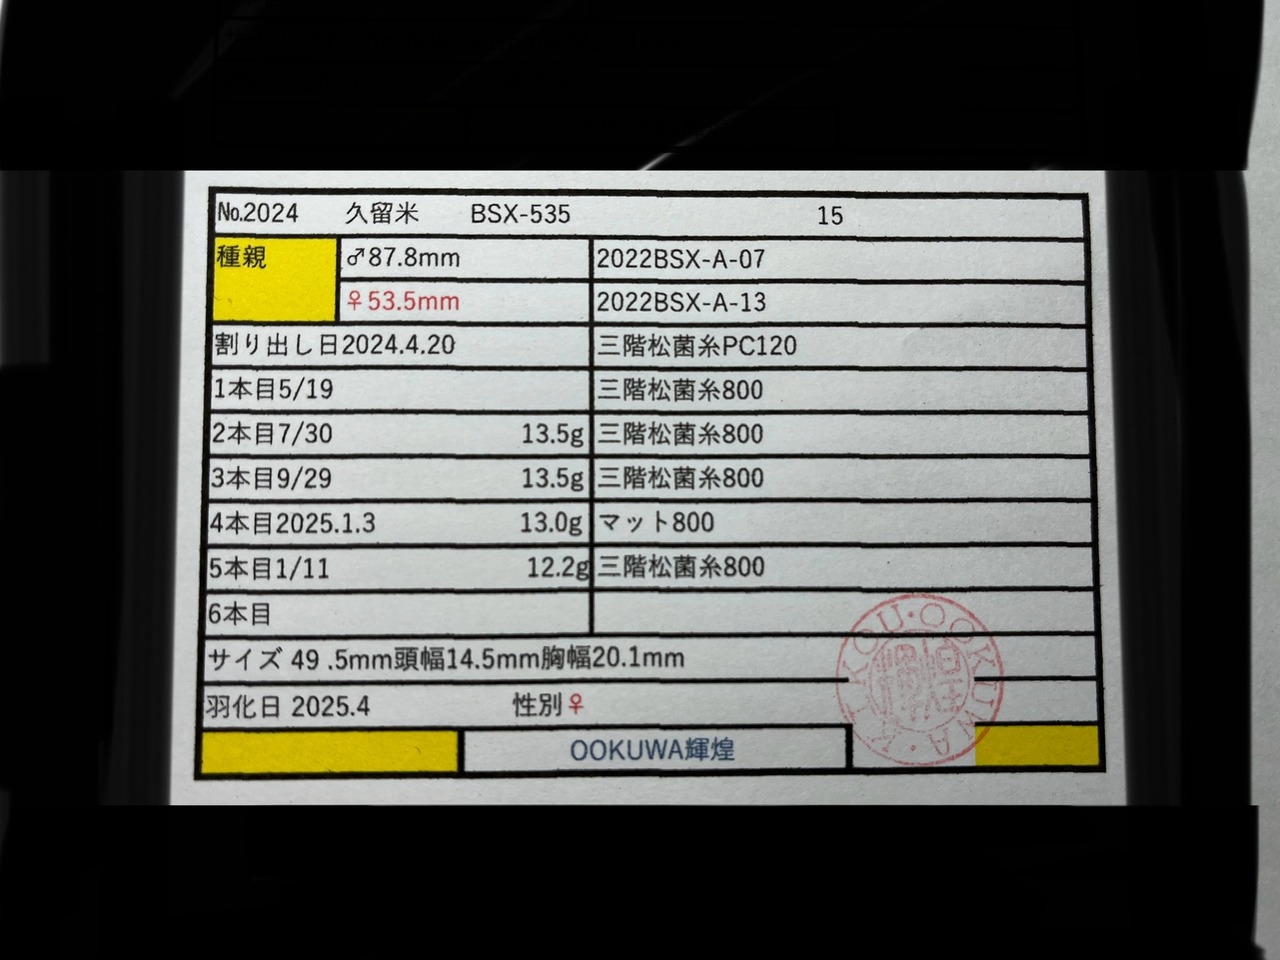 №2024 久留米 BSX-535 15
種親 ♂87.8mm 2022BSX-A-07
♀53.5mm 2022BSX-A-13
割り出し日2024.4.20 三階松菌糸PC120
1本目5/19 三階松菌糸800
2本目7/30 13.5g 三階松菌糸800
3本目9/29 13.5g 三階松菌糸800
4本目2025.1.3 13.0g マット800
5本目1/11 12.2g 三階松菌糸800
6本目
サイズ 49 .5mm頭幅14.5mm胸幅20.1mm
羽化日 2025.4 性別♀
OOKUWA輝煌
KIKOU・OOKUWA・